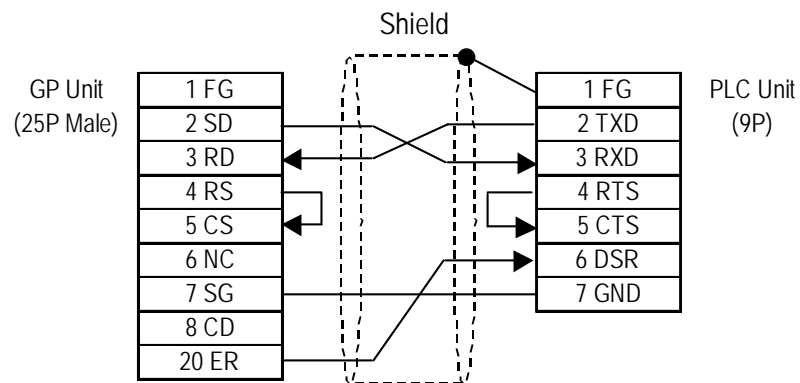 Shield
GP Unit
(25P Male)
1 FG
2 SD
3 RD
4 RS
5 CS
6 NC
7 SG
8 CD
20 ER
1 FG
2 TXD
3 RXD
4 RTS
5 CTS
6 DSR
7 GND
PLC Unit
(9P)